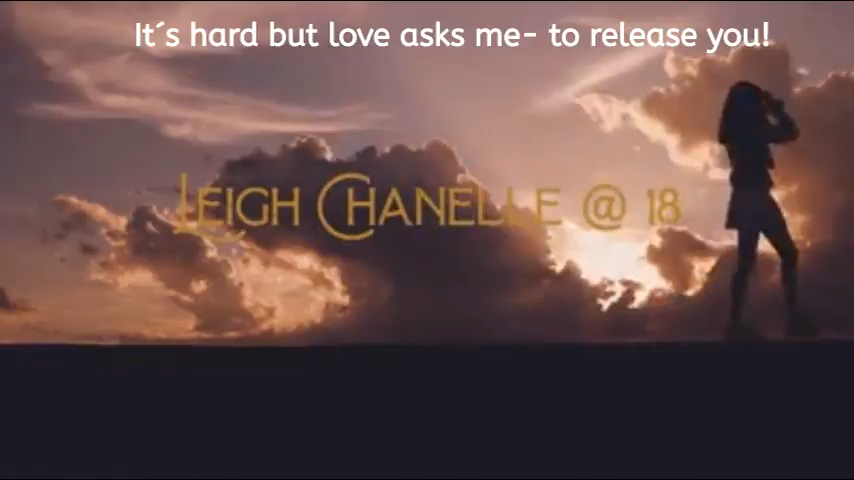 It´s hard but love asks me- to release you!
LEIGH CHANELLE @ 18